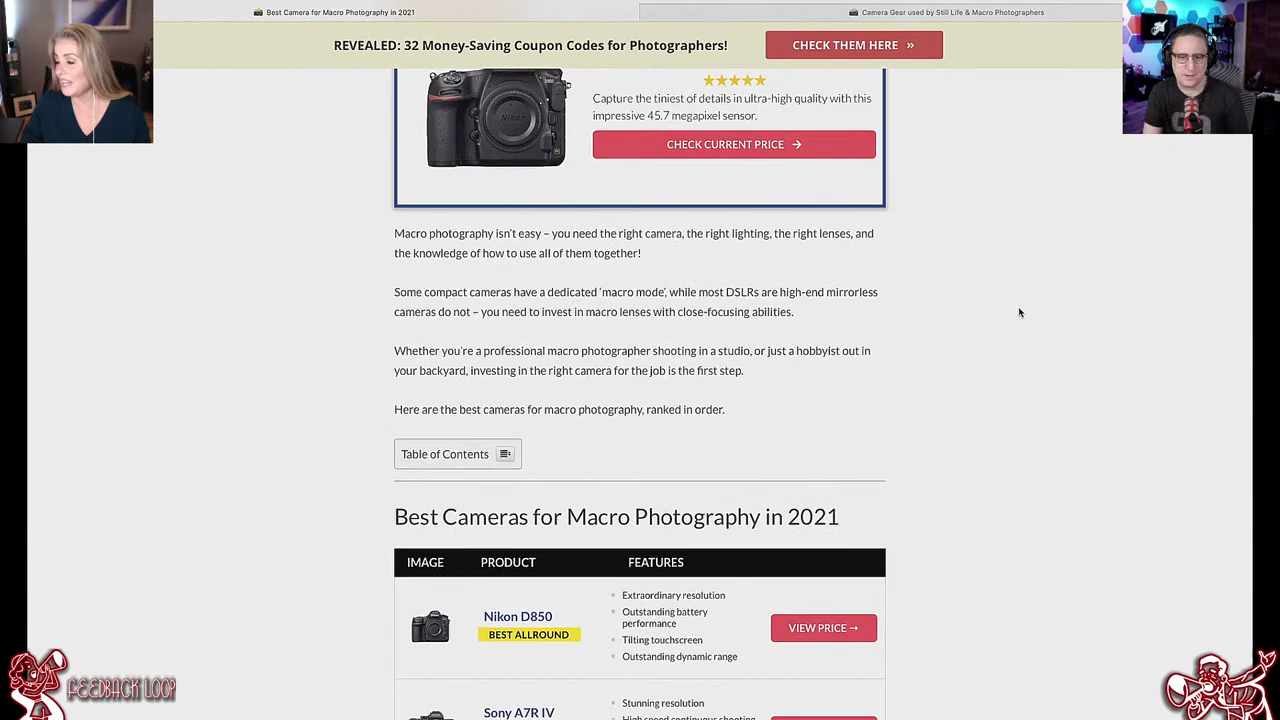 Best Camera for Macro Photography in 2021
Camera Gear used by Still Life & Macro Photographers
REVEALED: 32 Money-Saving Coupon Codes for Photographers!
CHECK THEM HERE »
Capture the tiniest of details in ultra-high quality with this
impressive 45.7 megapixel sensor.
CHECK CURRENT PRICE →
Nikon
Macro photography isn't easy – you need the right camera, the right lighting, the right lenses, and
the knowledge of how to use all of them together!
Some compact cameras have a dedicated 'macro mode', while most DSLRs are high-end mirrorless
cameras do not – you need to invest in macro lenses with close-focusing abilities.
Whether you're a professional macro photographer shooting in a studio, or just a hobbyist out in
your backyard, investing in the right camera for the job is the first step.
Here are the best cameras for macro photography, ranked in order.
Table of Contents
Best Cameras for Macro Photography in 2021
IMAGE PRODUCT FEATURES
Nikon D850
BEST ALLROUND
Extraordinary resolution
Outstanding battery
performance
Tilting touchscreen
Outstanding dynamic range
VIEW PRICE →
Sony A7R IV
Stunning resolution
High speed continuous shooting
FEEDBACK LOOP